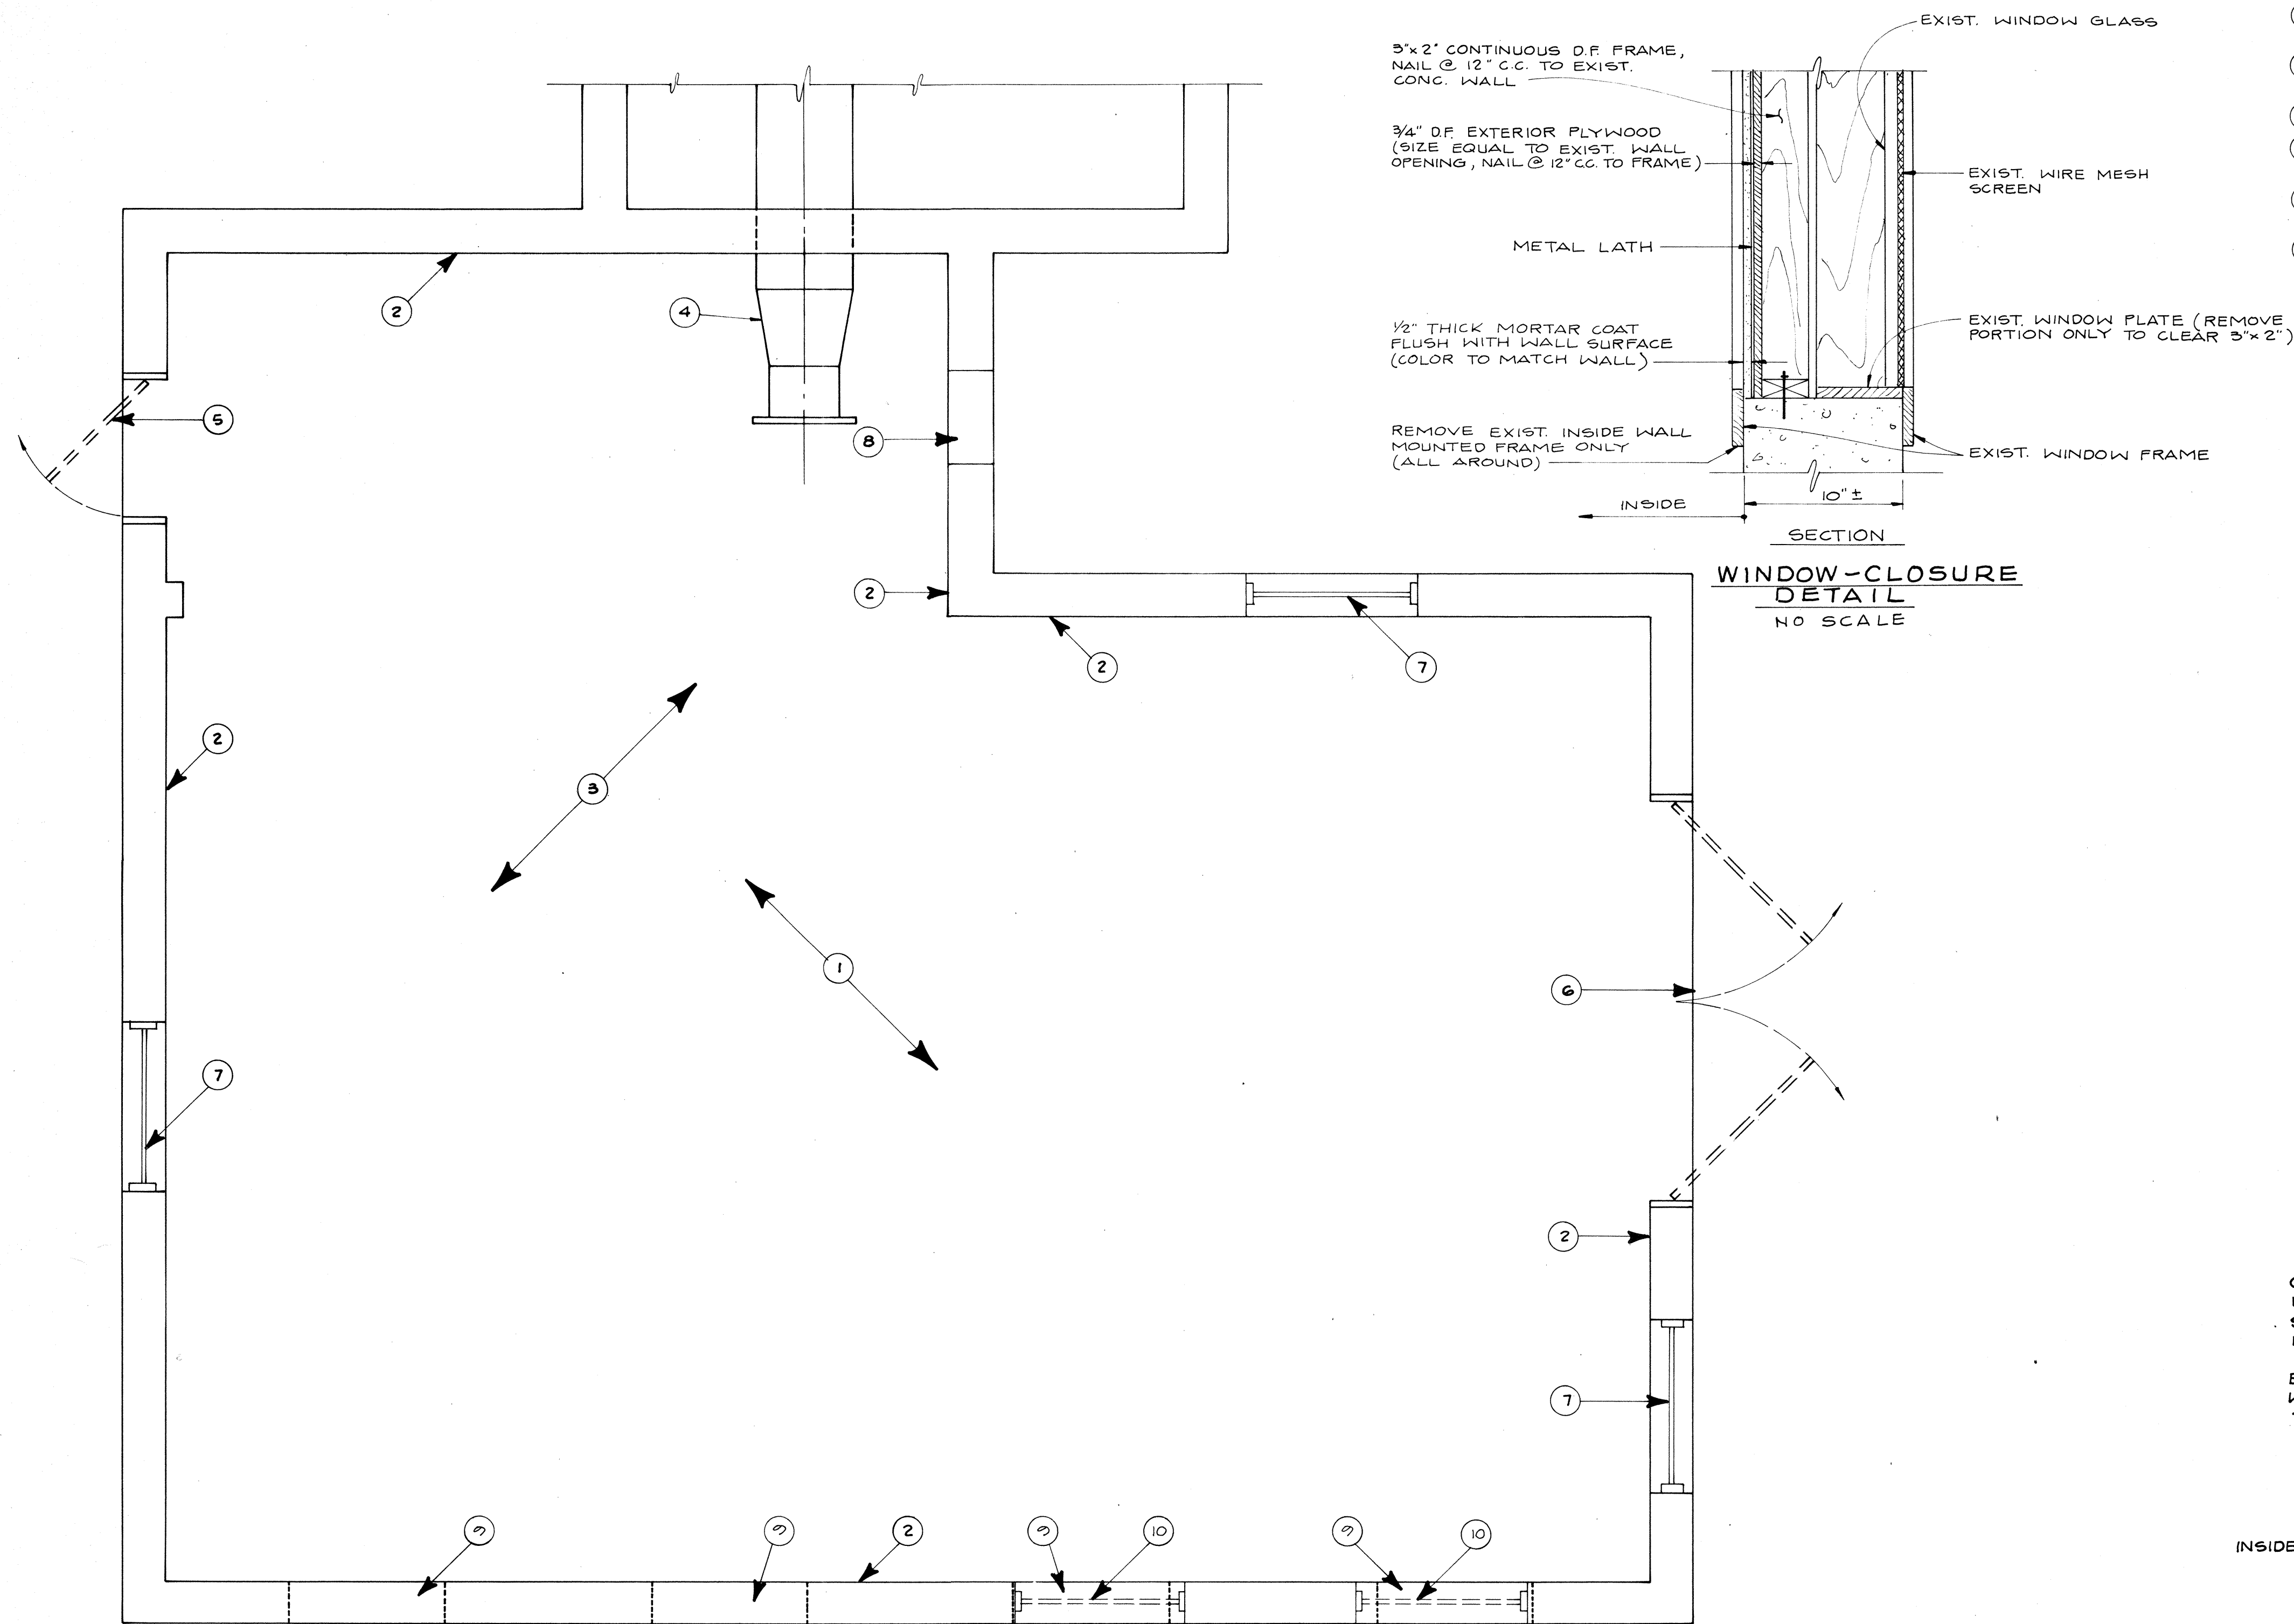 EXIST. WINDOW GLASS
3"x 2" CONTINUOUS D.F. FRAME,
NAIL @ 12" C.C. TO EXIST.
CONC. WALL
3/4" D.F. EXTERIOR PLYWOOD
(SIZE EQUAL TO EXIST. WALL
OPENING, NAIL @ 12" CC. TO FRAME)
EXIST. WIRE MESH
SCREEN
METAL LATH
1/2" THICK MORTAR COAT
FLUSH WITH WALL SURFACE
(COLOR TO MATCH WALL)
EXIST. WINDOW PLATE (REMOVE
PORTION ONLY TO CLEAR 3"x 2")
REMOVE EXIST. INSIDE WALL
MOUNTED FRAME ONLY
(ALL AROUND)
EXIST. WINDOW FRAME
10" ±
INSIDE
SECTION
WINDOW-CLOSURE
DETAIL
NO SCALE
2
4
5
8
2
2
7
2
3
1
6
7
2
7
9
9
2
9
10
9
10
INSIDE